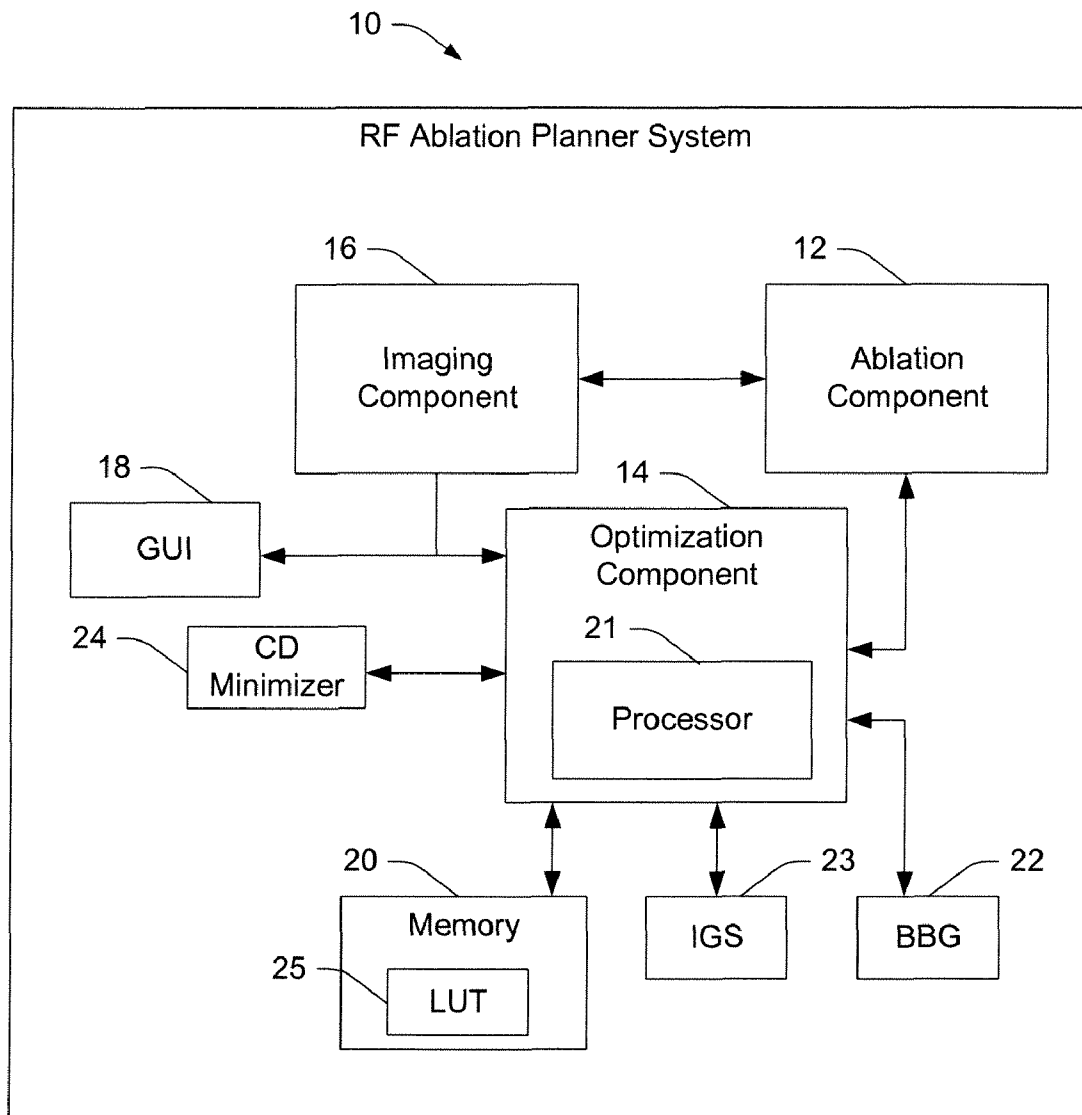 10
RF Ablation Planner System
16
12
Imaging
Component
Ablation
Component
18
14
GUI
Optimization
Component
24
21
CD
Minimizer
Processor
20
23
22
Memory
IGS
BBG
25
LUT